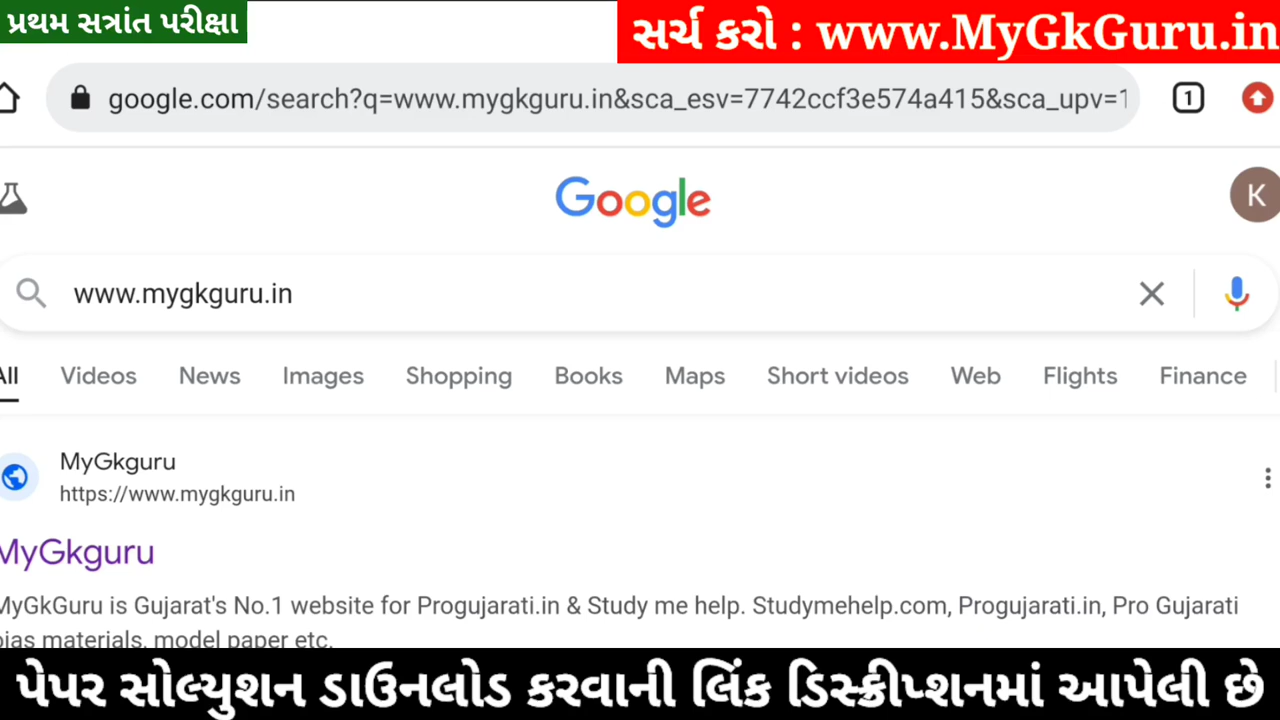 પ્રથમ સત્રાંત પરીક્ષા
સર્ચ કરો : www.MyGkGuru.in
google.com/search?q=www.mygkguru.in&sca_esv=7742ccf3e574a415&sca_upv=1
1
Google
K
www.mygkguru.in
All Videos News Images Shopping Books Maps Short videos Web Flights Finance
MyGkguru
https://www.mygkguru.in
MyGkguru
MyGkGuru is Gujarat's No.1 website for Progujarati.in & Study me help. Studymehelp.com, Progujarati.in, Pro Gujarati
materials, model paper etc.
પેપર સોલ્યુશન ડાઉનલોડ કરવાની લિંક ડિસ્ક્રીપ્શનમાં આપેલી છે